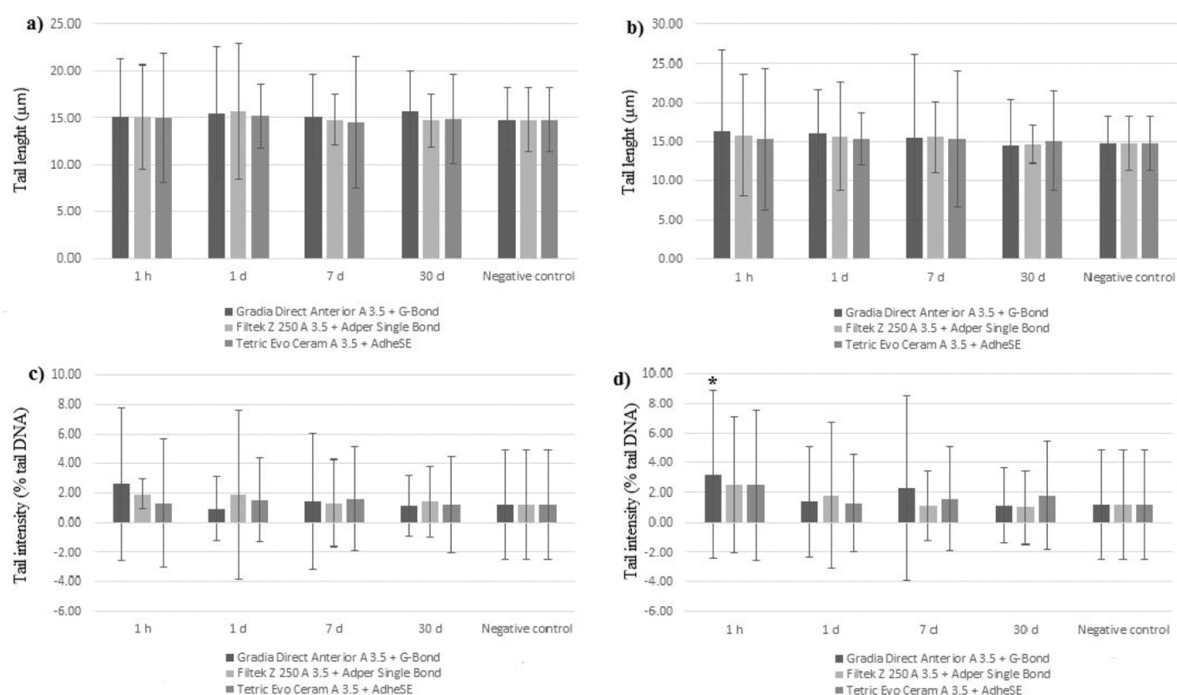 a)
25.00
20.00
15.00
10.00
5.00
0.00
Tail lenght (μm)
1 h 1 d 7 d 30 d Negative control
Gradia Direct Anterior A 3.5 + G-Bond
Filtek Z 250 A 3.5 + Adper Single Bond
Tetric Evo Ceram A 3.5 + AdheSE
b)
30.00
25.00
20.00
15.00
10.00
5.00
0.00
Tail lenght (μm)
1 h 1 d 7 d 30 d Negative control
Gradia Direct Anterior A 3.5 + G-Bond
Filtek Z 250 A 3.5 + Adper Single Bond
Tetric Evo Ceram A 3.5 + AdheSE
c)
10.00
8.00
6.00
4.00
2.00
0.00
-2.00
-4.00
-6.00
Tail intensity (% tail DNA)
1 h 1 d 7 d 30 d Negative control
Gradia Direct Anterior A 3.5 + G-Bond
Filtek Z 250 A 3.5 + Adper Single Bond
Tetric Evo Ceram A 3.5 + AdheSE
d)
10.00
8.00
6.00
4.00
2.00
0.00
-2.00
-4.00
-6.00
Tail intensity (% tail DNA)
*
1 h 1 d 7 d 30 d Negative control
Gradia Direct Anterior A 3.5 + G-Bond
Filtek Z 250 A 3.5 + Adper Single Bond
Tetric Evo Ceram A 3.5 + AdheSE